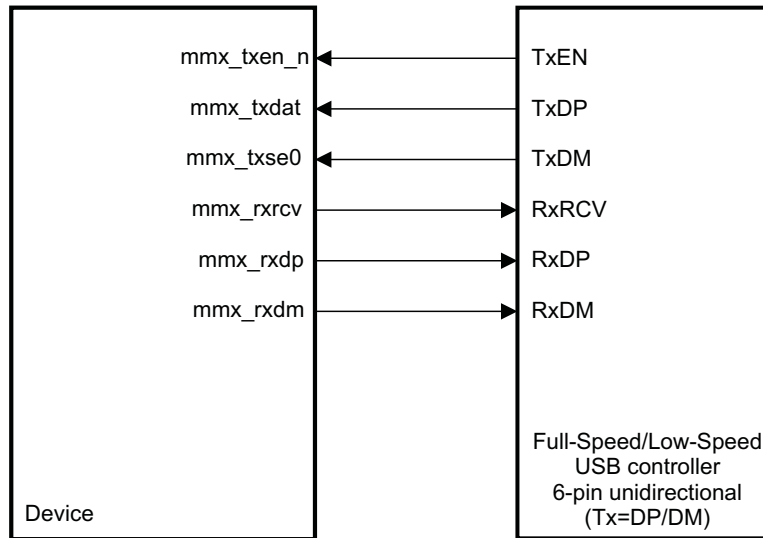 mmx_txen_n TxEN
mmx_txdat TxDP
mmx_txse0 TxDM
mmx_rxrcv RxRCV
mmx_rxdp RxDP
mmx_rxdm RxDM
Full-Speed/Low-Speed
USB controller
6-pin unidirectional
(Tx=DP/DM)
Device